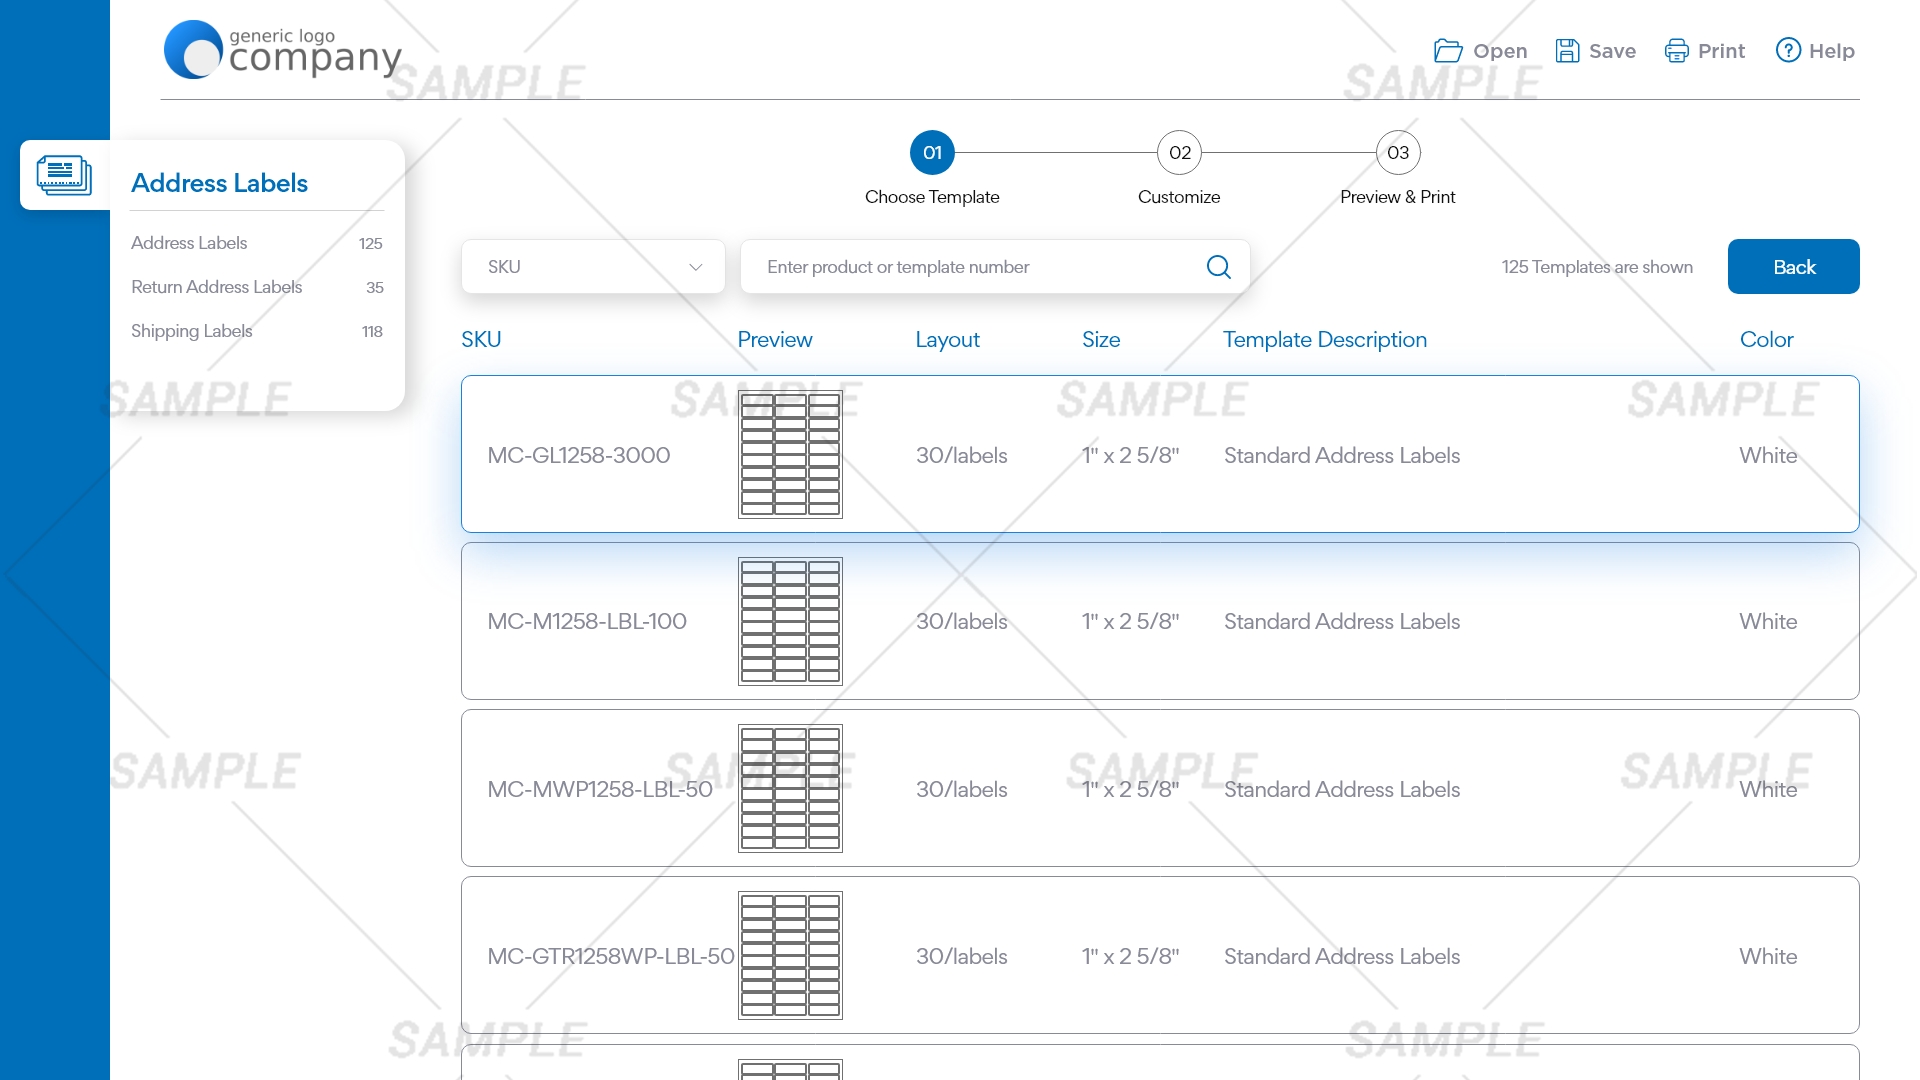 generic logo
company
Open
Save
Print
? Help
SAMPLE
SAMPLE
01
02
03
Choose Template
Customize
Preview & Print
Address Labels
Address Labels 125
Return Address Labels 35
Shipping Labels 118
SKU
Enter product or template number
125 Templates are shown
Back
SKU Preview Layout Size Template Description Color
SAMPLE SAMPLE SAMPLE SAMPLE
MC-GL1258-3000 30/labels 1" x 2 5/8" Standard Address Labels White
MC-M1258-LBL-100 30/labels 1" x 2 5/8" Standard Address Labels White
SAMPLE SAMPLE SAMPLE SAMPLE
MC-MWP1258-LBL-50 30/labels 1" x 2 5/8" Standard Address Labels White
MC-GTR1258WP-LBL-50 30/labels 1" x 2 5/8" Standard Address Labels White
SAMPLE SAMPLE